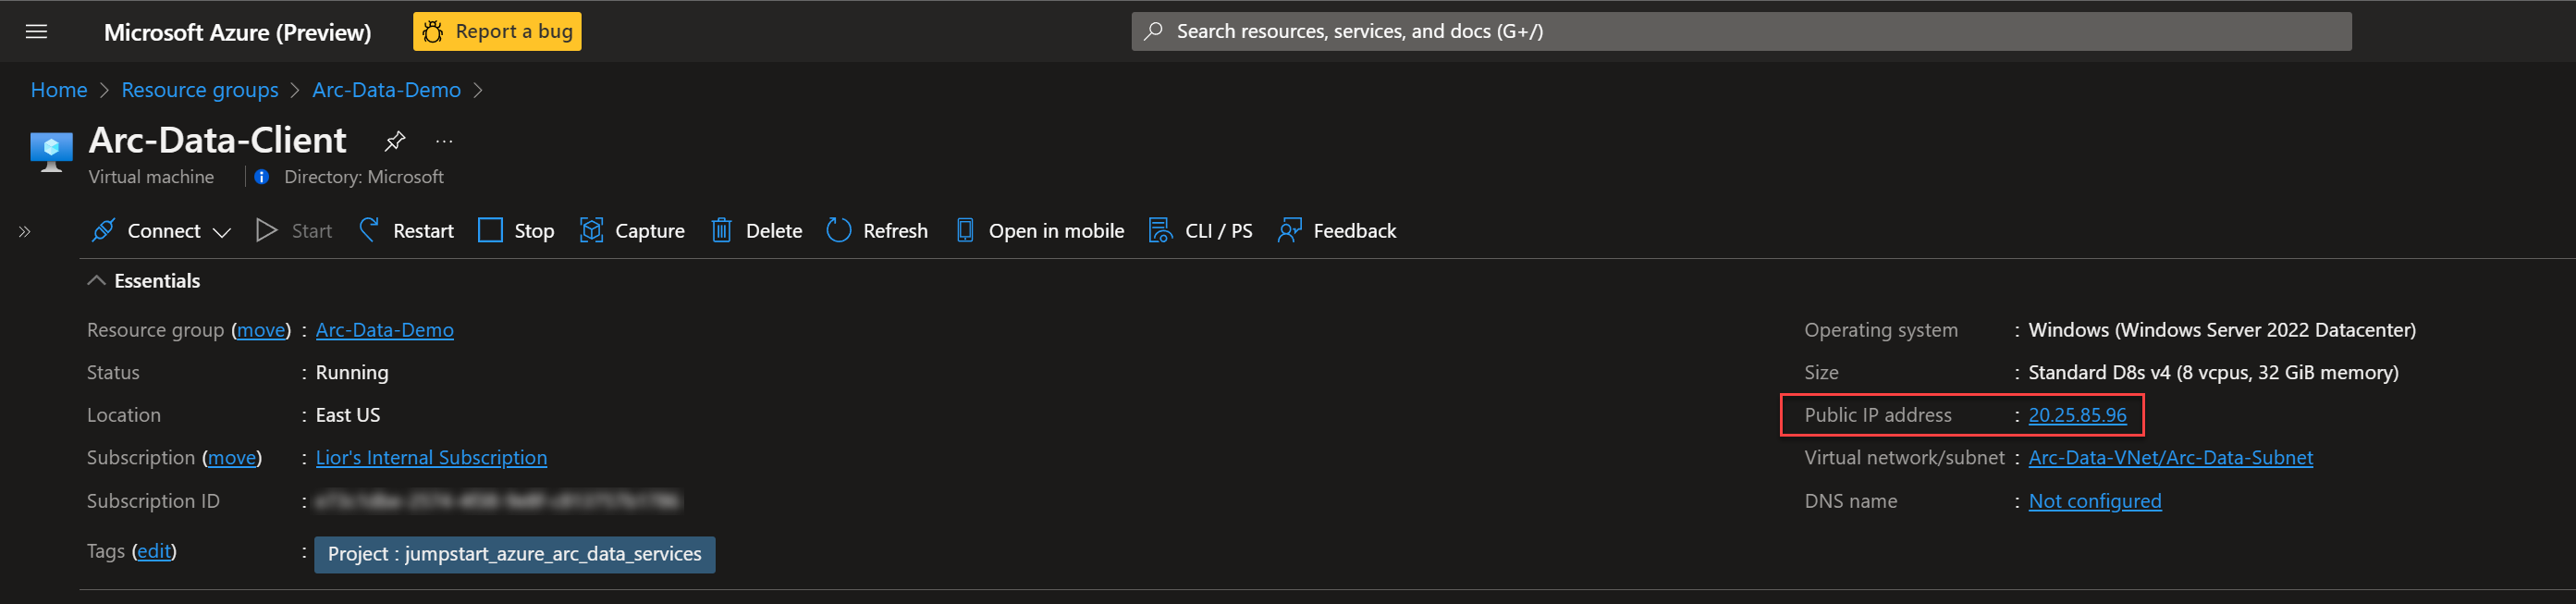 Microsoft Azure (Preview) Report a bug Search resources, services, and docs (G+/)
Home > Resource groups > Arc-Data-Demo >
Arc-Data-Client ...
Virtual machine Directory: Microsoft
» Connect Start Restart Stop Capture Delete Refresh Open in mobile CLI / PS Feedback
Essentials
Resource group (move) : Arc-Data-Demo
Status : Running
Location : East US
Subscription (move) : Lior's Internal Subscription
Subscription ID :
Tags (edit) : Project : jumpstart_azure_arc_data_services
Operating system : Windows (Windows Server 2022 Datacenter)
Size : Standard D8s v4 (8 vcpus, 32 GiB memory)
Public IP address : 20.25.85.96
Virtual network/subnet : Arc-Data-VNet/Arc-Data-Subnet
DNS name : Not configured